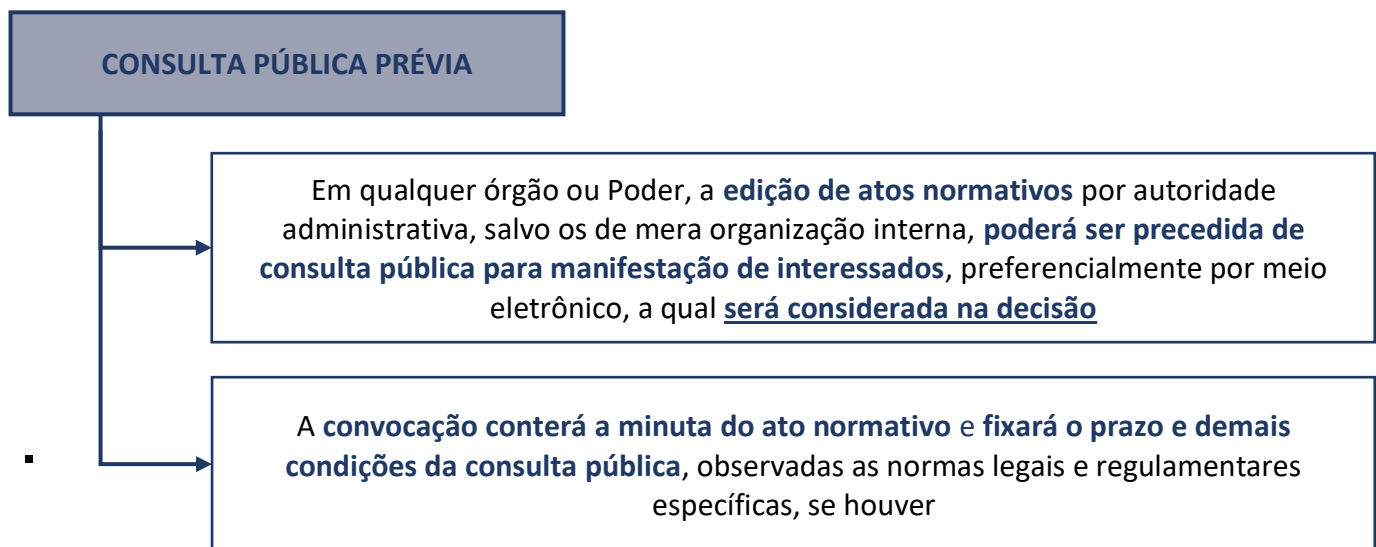 CONSULTA PÚBLICA PRÉVIA
Em qualquer órgão ou Poder, a edição de atos normativos por autoridade
administrativa, salvo os de mera organização interna, poderá ser precedida de
consulta pública para manifestação de interessados, preferencialmente por meio
eletrônico, a qual será considerada na decisão
A convocação conterá a minuta do ato normativo e fixará o prazo e demais
condições da consulta pública, observadas as normas legais e regulamentares
específicas, se houver